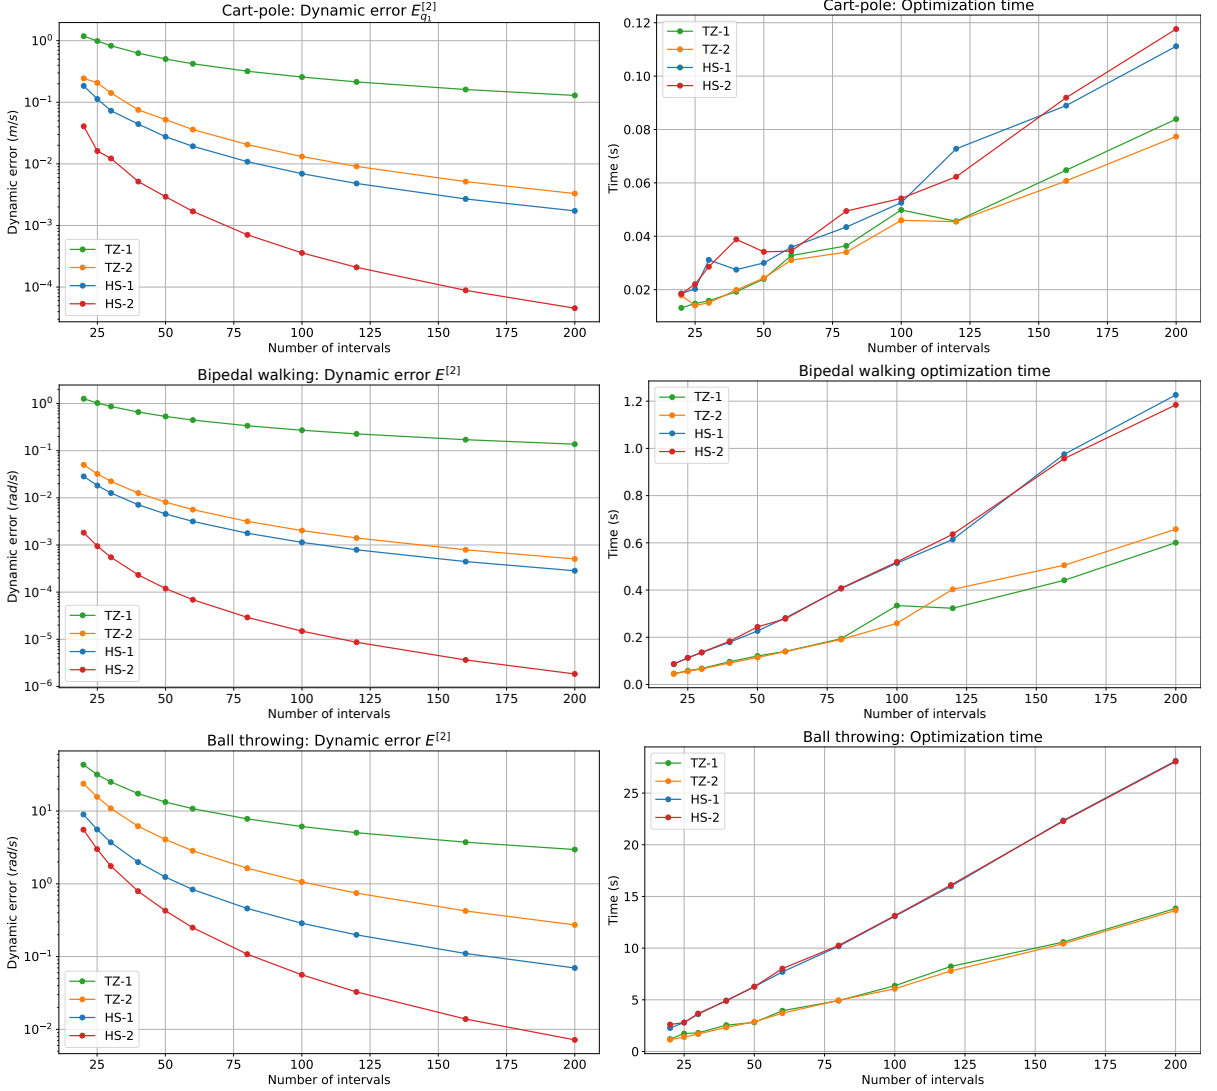 Cart-pole: Dynamic error $E_{q_1}^{[2]}$
Dynamic error (m/s)
10^0
10^-1
10^-2
10^-3
10^-4
TZ-1
TZ-2
HS-1
HS-2
25 50 75 100 125 150 175 200
Number of intervals
Cart-pole: Optimization time
Time (s)
0.12
0.10
0.08
0.06
0.04
0.02
TZ-1
TZ-2
HS-1
HS-2
25 50 75 100 125 150 175 200
Number of intervals
Bipedal walking: Dynamic error $E^{[2]}$
Dynamic error (rad/s)
10^0
10^-1
10^-2
10^-3
10^-4
10^-5
10^-6
TZ-1
TZ-2
HS-1
HS-2
25 50 75 100 125 150 175 200
Number of intervals
Bipedal walking optimization time
Time (s)
1.2
1.0
0.8
0.6
0.4
0.2
0.0
TZ-1
TZ-2
HS-1
HS-2
25 50 75 100 125 150 175 200
Number of intervals
Ball throwing: Dynamic error $E^{[2]}$
Dynamic error (rad/s)
10^1
10^0
10^-1
10^-2
TZ-1
TZ-2
HS-1
HS-2
25 50 75 100 125 150 175 200
Number of intervals
Ball throwing: Optimization time
Time (s)
25
20
15
10
5
0
TZ-1
TZ-2
HS-1
HS-2
25 50 75 100 125 150 175 200
Number of intervals